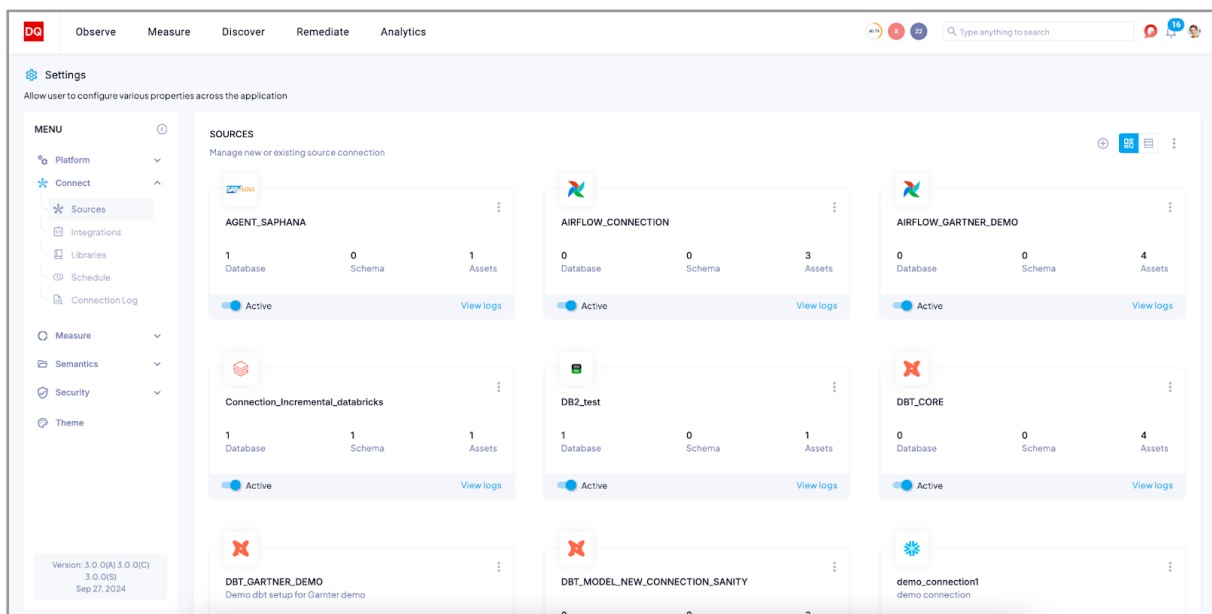 DQ Observe Measure Discover Remediate Analytics 8 22 Type anything to search 16
Settings
Allow user to configure various properties across the application
MENU
Platform
Connect
Sources
Integrations
Libraries
Schedule
Connection Log
Measure
Semantics
Security
Theme
Version: 3.0.0(A) 3.0.0(C)
3.0.0(S)
Sep 27, 2024
SOURCES
Manage new or existing source connection
AGENT_SAPHANA
1 0 1
Database Schema Assets
Active View logs
AIRFLOW_CONNECTION
0 0 3
Database Schema Assets
Active View logs
AIRFLOW_GARTNER_DEMO
0 0 4
Database Schema Assets
Active View logs
Connection_Incremental_databricks
1 1 1
Database Schema Assets
Active View logs
DB2_test
1 0 1
Database Schema Assets
Active View logs
DBT_CORE
0 0 4
Database Schema Assets
Active View logs
DBT_GARTNER_DEMO
Demo dbt setup for Garnter demo
DBT_MODEL_NEW_CONNECTION_SANITY
demo_connection1
demo connection